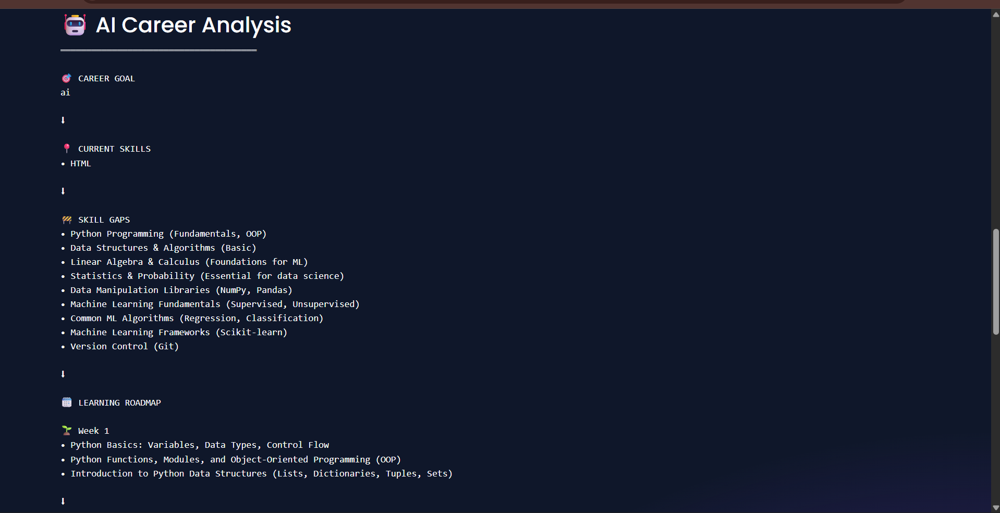 AI Career Analysis
CAREER GOAL
ai
CURRENT SKILLS
• HTML
SKILL GAPS
• Python Programming (Fundamentals, OOP)
• Data Structures & Algorithms (Basic)
• Linear Algebra & Calculus (Foundations for ML)
• Statistics & Probability (Essential for data science)
• Data Manipulation Libraries (NumPy, Pandas)
• Machine Learning Fundamentals (Supervised, Unsupervised)
• Common ML Algorithms (Regression, Classification)
• Machine Learning Frameworks (Scikit-learn)
• Version Control (Git)
LEARNING ROADMAP
Week 1
• Python Basics: Variables, Data Types, Control Flow
• Python Functions, Modules, and Object-Oriented Programming (OOP)
• Introduction to Python Data Structures (Lists, Dictionaries, Tuples, Sets)